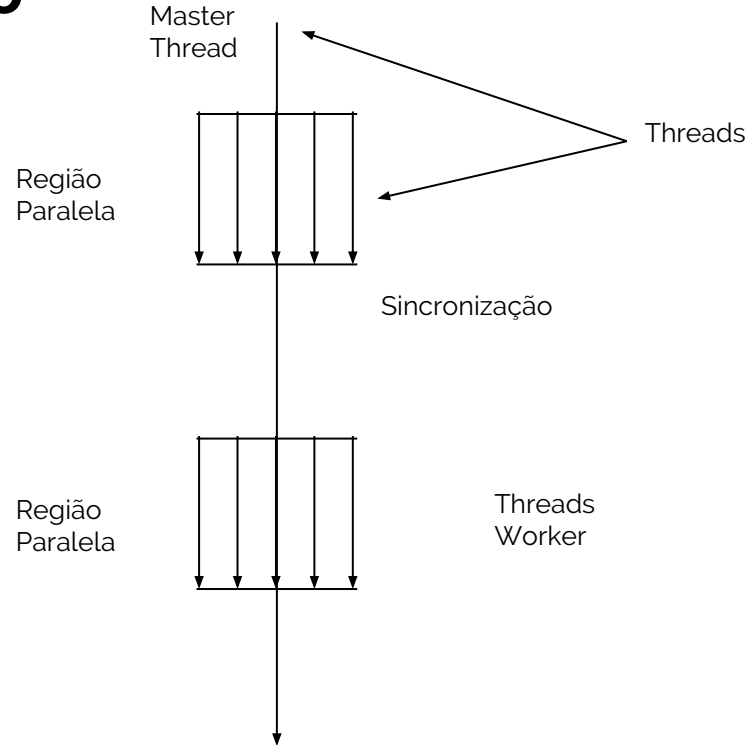 Master
Thread
Threads
Região
Paralela
Sincronização
Região
Paralela
Threads
Worker